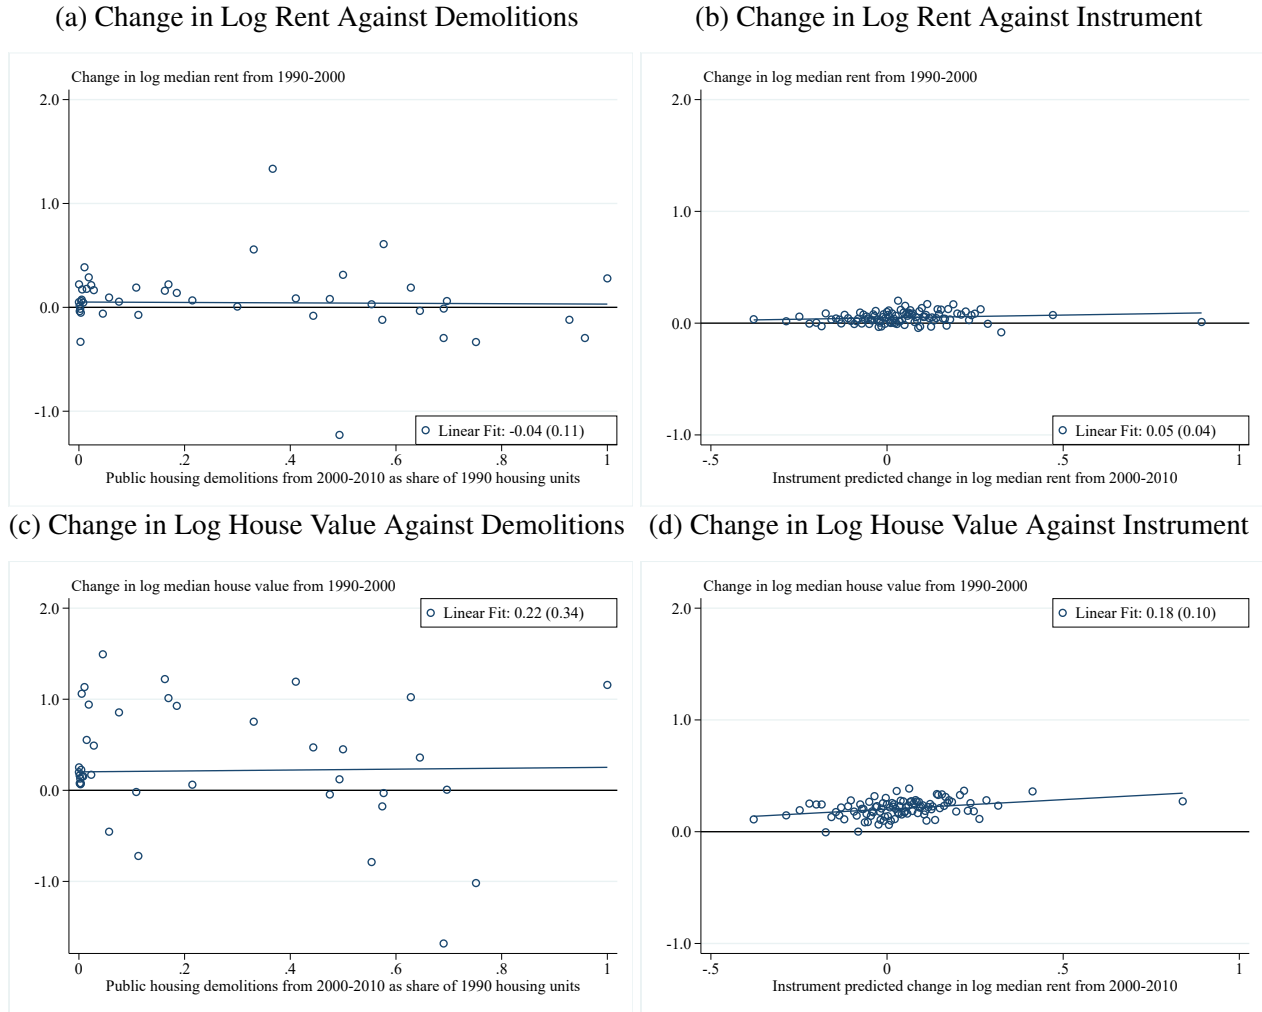 (a) Change in Log Rent Against Demolitions
Change in log median rent from 1990-2000
2.0
1.0
0.0
-1.0
Linear Fit: -0.04 (0.11)
0 .2 .4 .6 .8 1
Public housing demolitions from 2000-2010 as share of 1990 housing units
(b) Change in Log Rent Against Instrument
Change in log median rent from 1990-2000
2.0
1.0
0.0
-1.0
Linear Fit: 0.05 (0.04)
-.5 0 .5 1
Instrument predicted change in log median rent from 2000-2010
(c) Change in Log House Value Against Demolitions
Change in log median house value from 1990-2000
Linear Fit: 0.22 (0.34)
2.0
1.0
0.0
-1.0
0 .2 .4 .6 .8 1
Public housing demolitions from 2000-2010 as share of 1990 housing units
(d) Change in Log House Value Against Instrument
Change in log median house value from 1990-2000
Linear Fit: 0.18 (0.10)
2.0
1.0
0.0
-1.0
-.5 0 .5 1
Instrument predicted change in log median rent from 2000-2010